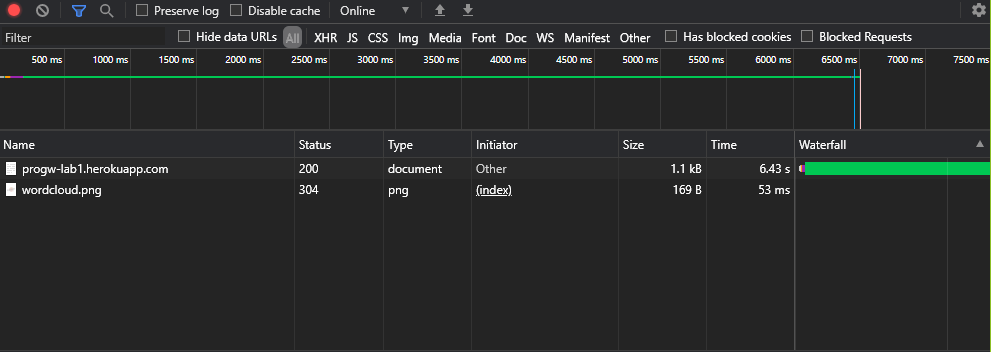 Preserve log Disable cache Online ▼
Filter Hide data URLs All XHR JS CSS Img Media Font Doc WS Manifest Other Has blocked cookies Blocked Requests
500 ms 1000 ms 1500 ms 2000 ms 2500 ms 3000 ms 3500 ms 4000 ms 4500 ms 5000 ms 5500 ms 6000 ms 6500 ms 7000 ms 7500 ms
Name Status Type Initiator Size Time Waterfall ▲
progw-lab1.herokuapp.com 200 document Other 1.1 kB 6.43 s
wordcloud.png 304 png (index) 169 B 53 ms